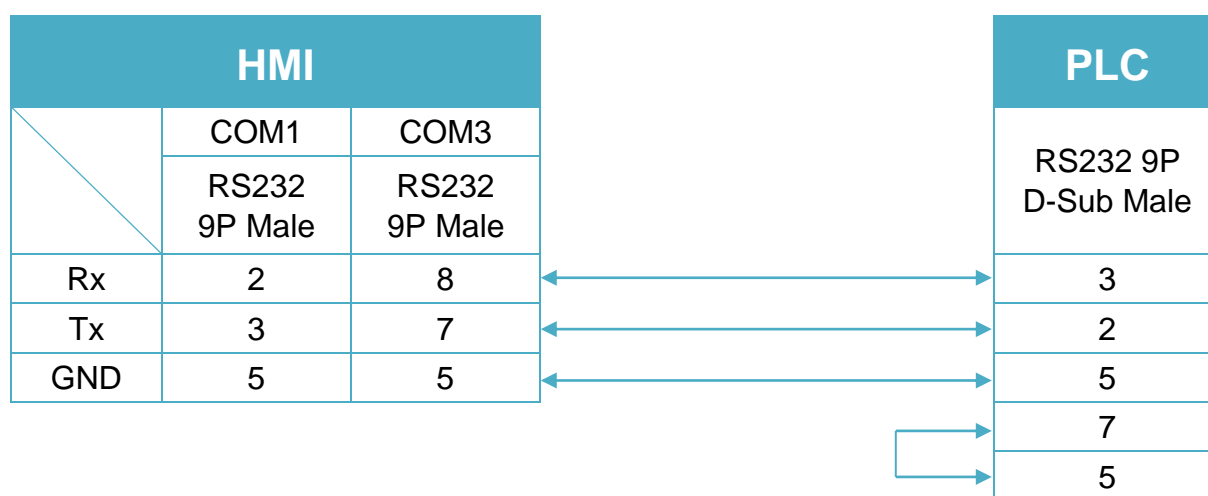 HMI PLC
COM1 COM3
RS232 9P Male RS232 9P Male
RS232 9P D-Sub Male
Rx 2 8 3
Tx 3 7 2
GND 5 5 5
7
5